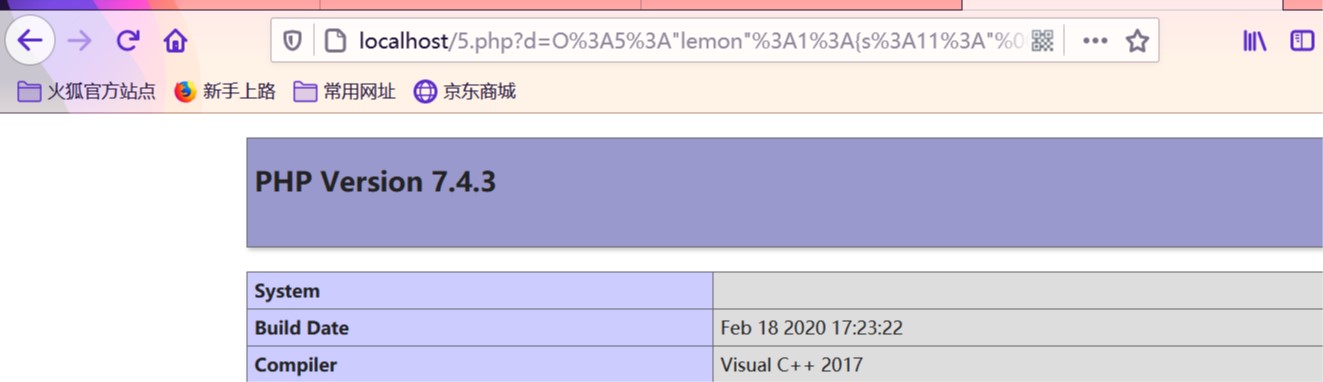 localhost/5.php?d=O%3A5%3A"lemon"%3A1%3A{s%3A11%3A"%0
火狐官方站点 新手上路 常用网址 京东商城
PHP Version 7.4.3
System
Build Date Feb 18 2020 17:23:22
Compiler Visual C++ 2017